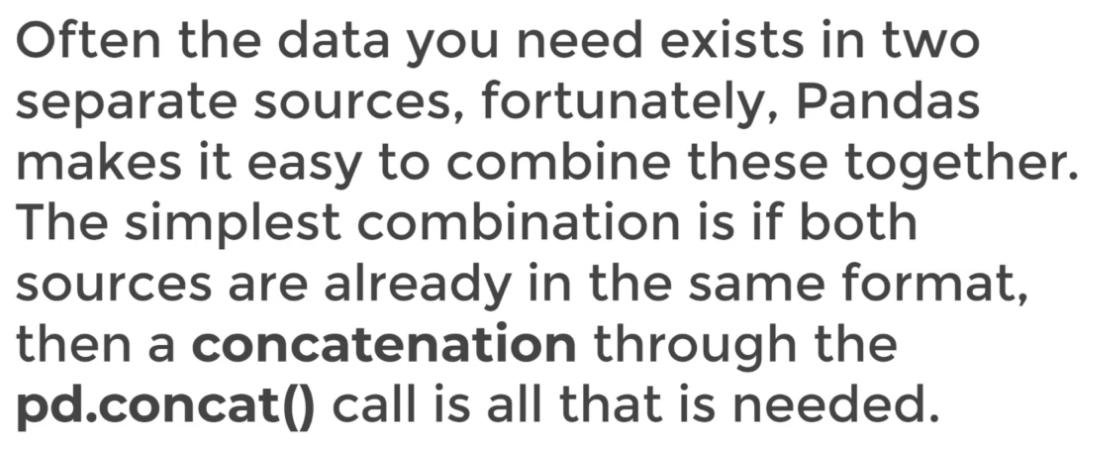 Often the data you need exists in two
separate sources, fortunately, Pandas
makes it easy to combine these together.
The simplest combination is if both
sources are already in the same format,
then a concatenation through the
pd.concat() call is all that is needed.